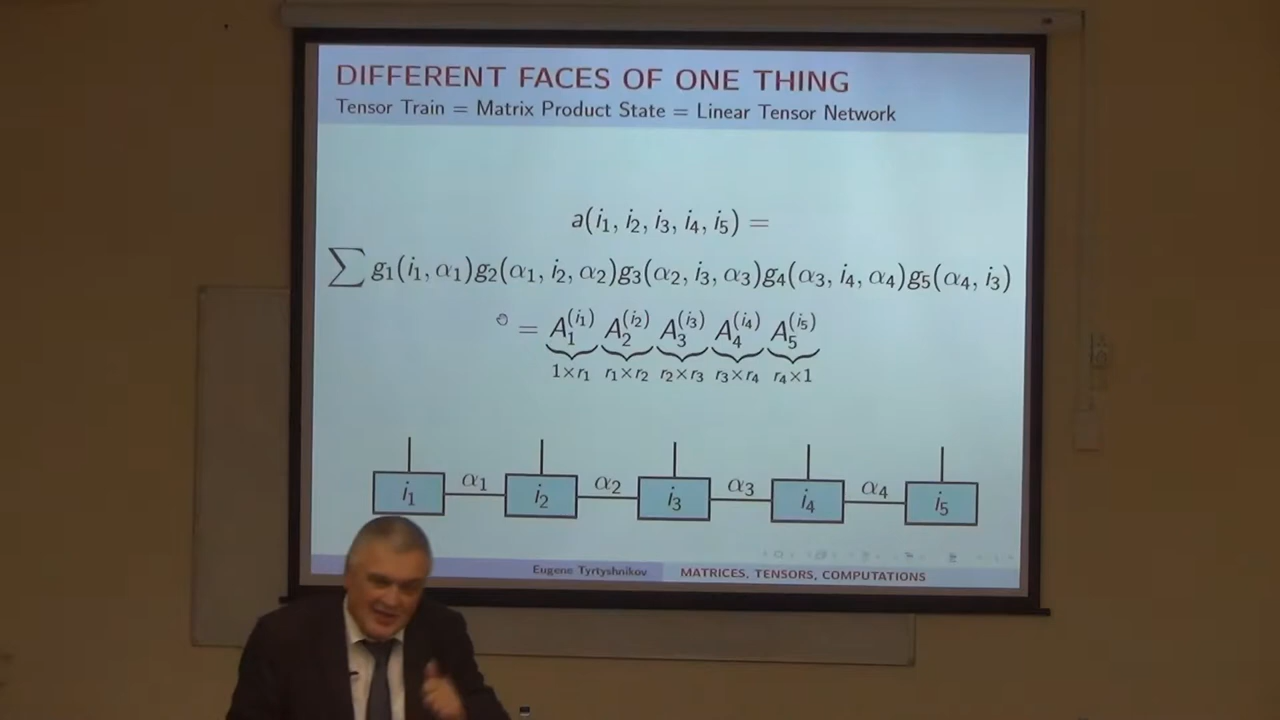 DIFFERENT FACES OF ONE THING
Tensor Train = Matrix Product State = Linear Tensor Network
a(i₁, i₂, i₃, i₄, i₅) =
∑ g₁(i₁, α₁)g₂(α₁, i₂, α₂)g₃(α₂, i₃, α₃)g₄(α₃, i₄, α₄)g₅(α₄, i₃)
= A₁^(i₁) A₂^(i₂) A₃^(i₃) A₄^(i₄) A₅^(i₅)
1×r₁ r₁×r₂ r₂×r₃ r₃×r₄ r₄×1
i₁ α₁ i₂ α₂ i₃ α₃ i₄ α₄ i₅
Eugene Tyrtyshnikov MATRICES, TENSORS, COMPUTATIONS